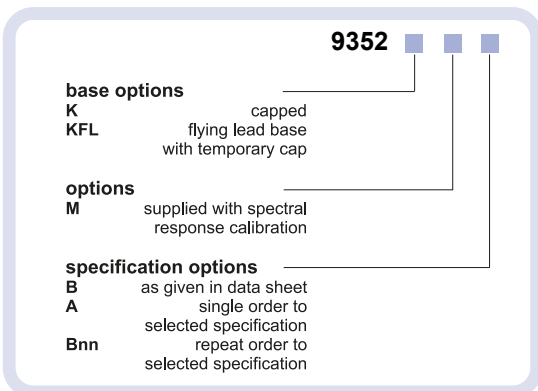 9352
base options
K capped
KFL flying lead base
with temporary cap
options
M supplied with spectral
response calibration
specification options
B as given in data sheet
A single order to
selected specification
Bnn repeat order to
selected specification